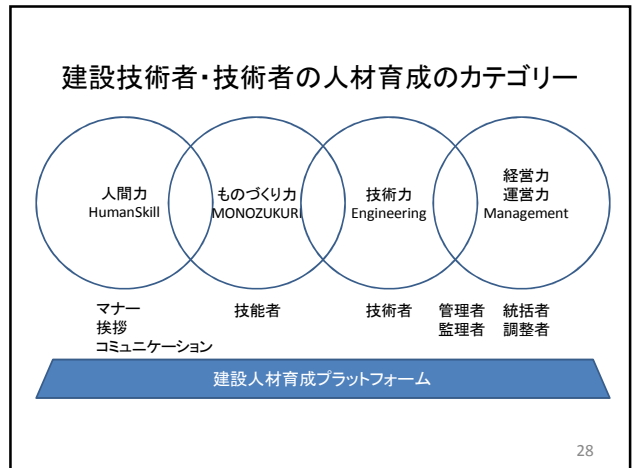 建設技術者・技術者の人材育成のカテゴリー
人間力
HumanSkill
ものづくり力
MONOZUKURI
技術力
Engineering
経営力
運営力
Management
マナー
挨拶
コミュニケーション
技能者
技術者
管理者
監理者
統括者
調整者
建設人材育成プラットフォーム
28